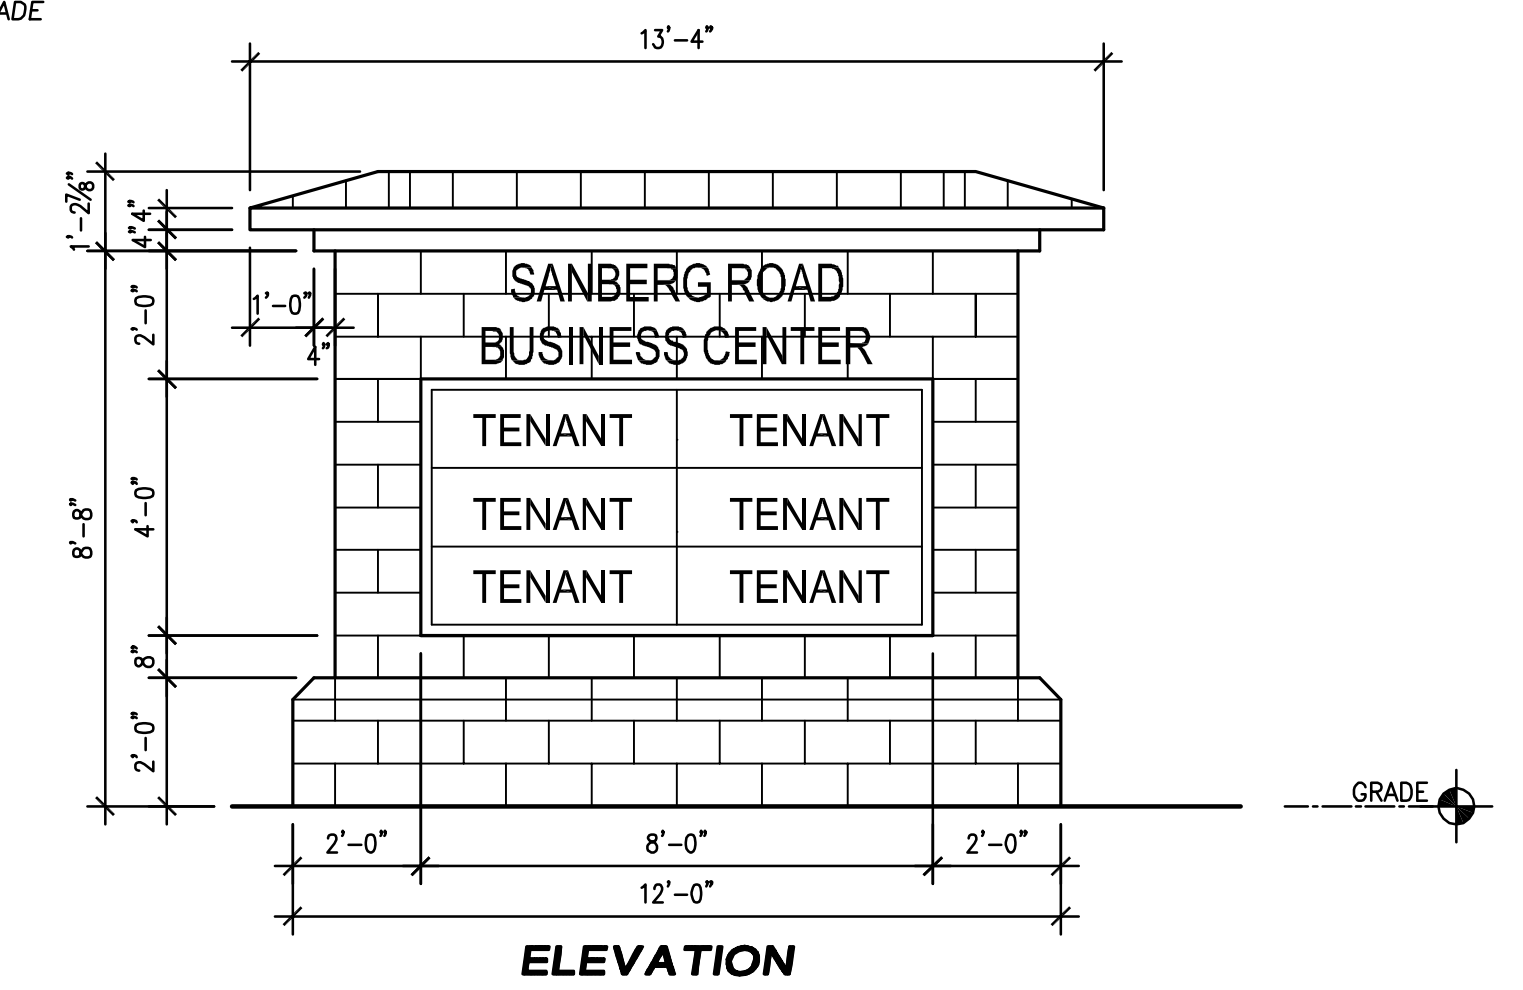 ADE
13'-4"
1'-2⅞"
4"
4"
1'-0"
4"
2'-0"
SANBERG ROAD
BUSINESS CENTER
TENANT TENANT
TENANT TENANT
TENANT TENANT
4'-0"
8'-8"
8"
2'-0"
GRADE
2'-0" 8'-0" 2'-0"
12'-0"
ELEVATION